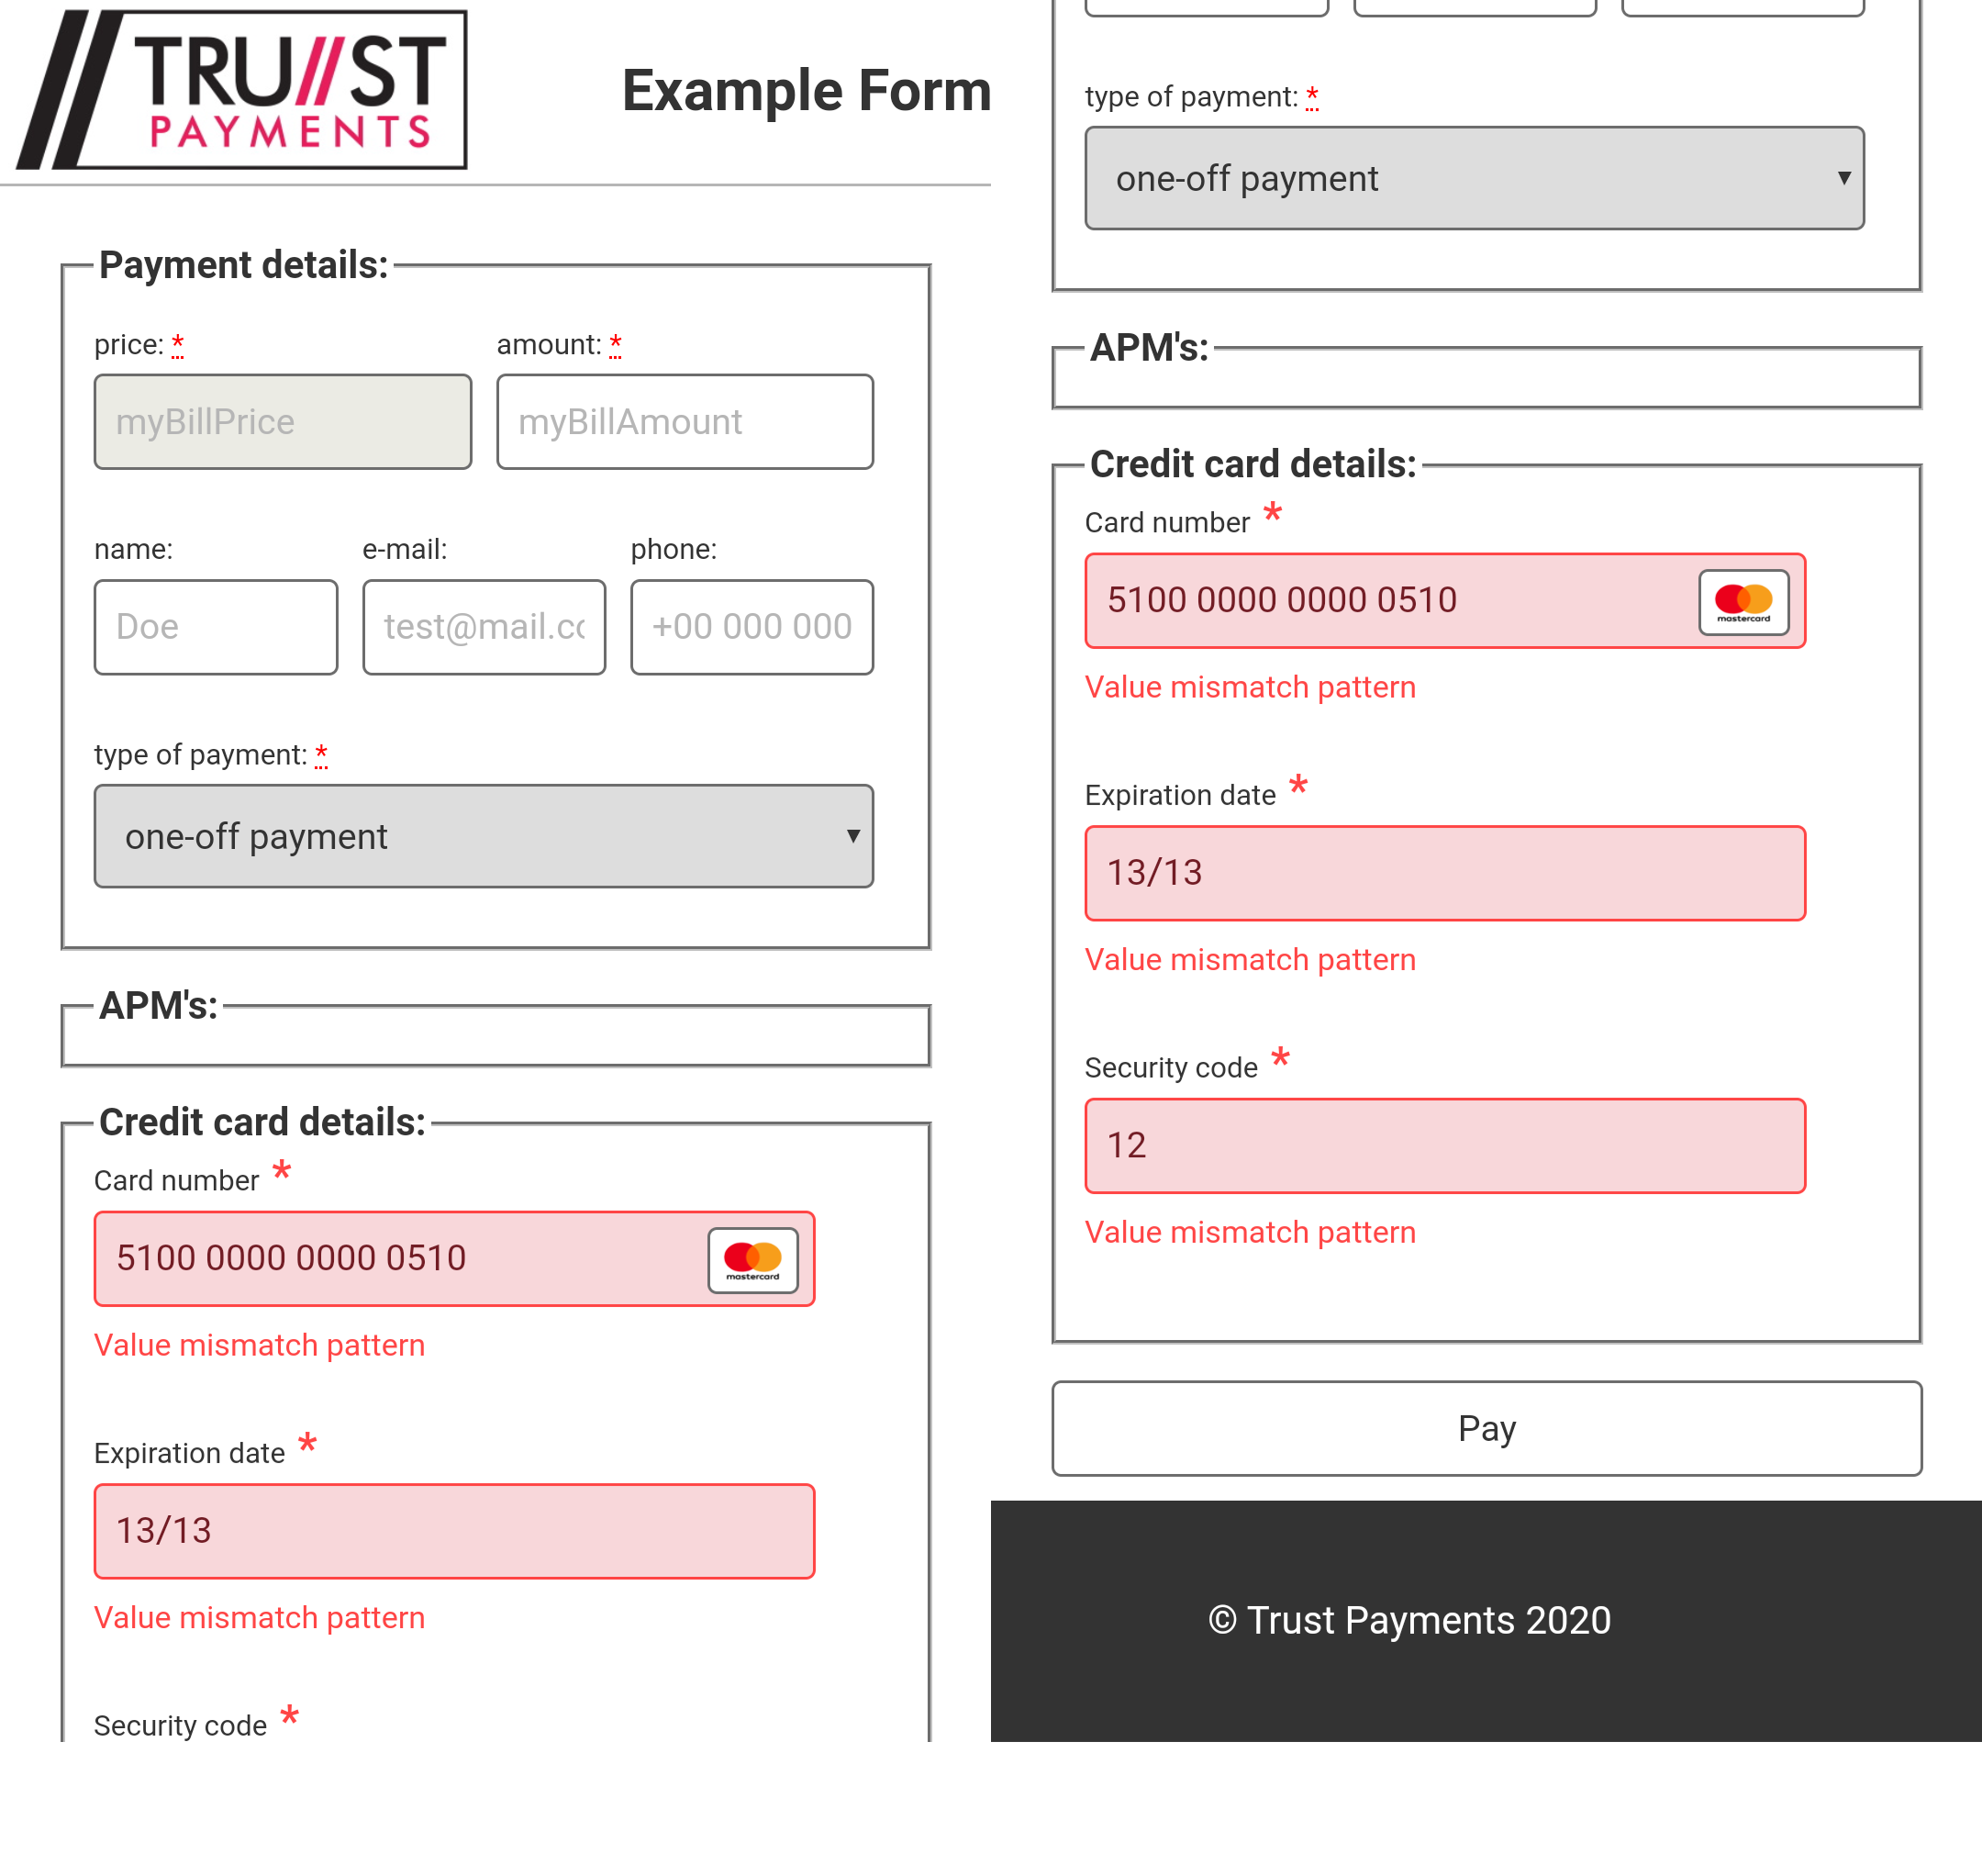 TRU//ST
PAYMENTS
Example Form
Payment details:
price: * amount: *
myBillPrice myBillAmount
name: e-mail: phone:
Doe test@mail.co +00 000 000
type of payment: *
one-off payment
APM's:
Credit card details:
Card number *
5100 0000 0000 0510 mastercard
Value mismatch pattern
Expiration date *
13/13
Value mismatch pattern
Security code *
type of payment: *
one-off payment
APM's:
Credit card details:
Card number *
5100 0000 0000 0510 mastercard
Value mismatch pattern
Expiration date *
13/13
Value mismatch pattern
Security code *
12
Value mismatch pattern
Pay
© Trust Payments 2020